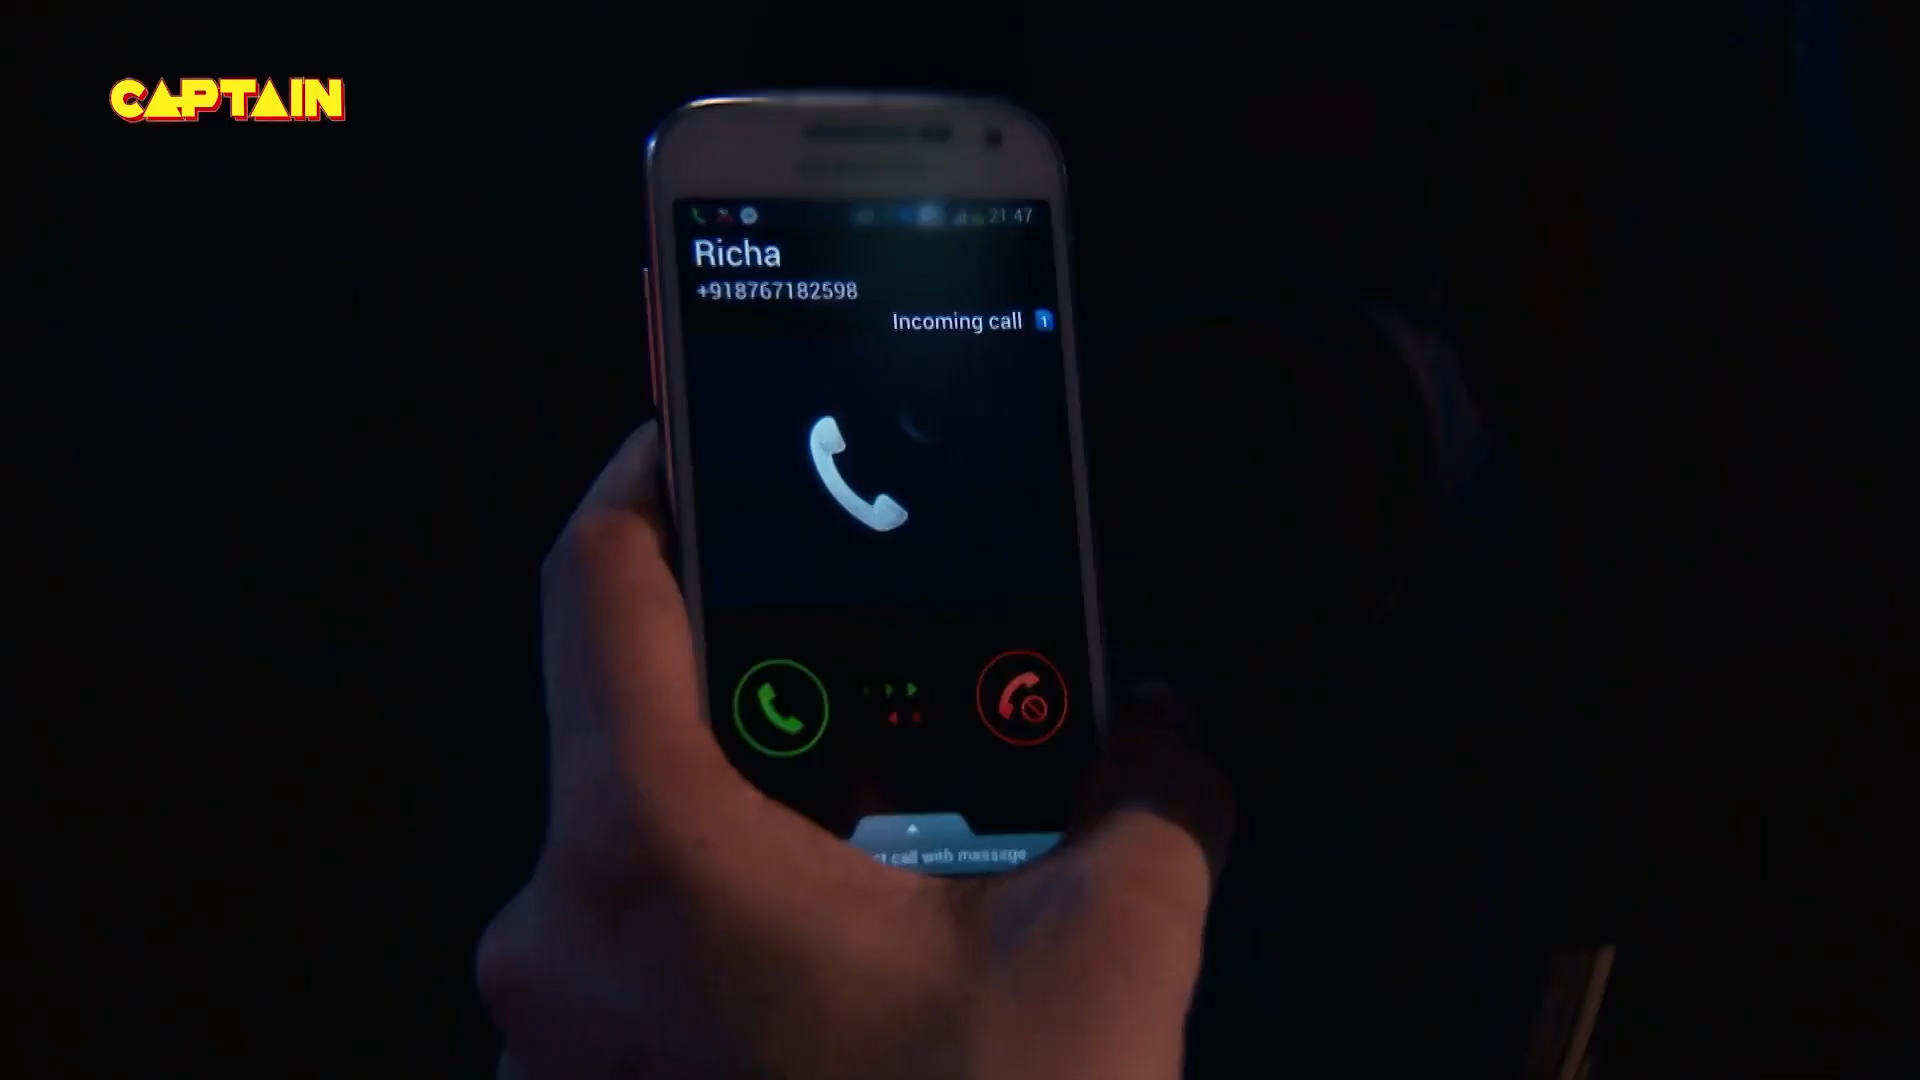 CAPTAIN
21:47
Richa
+918767182598
Incoming call 1
call with message